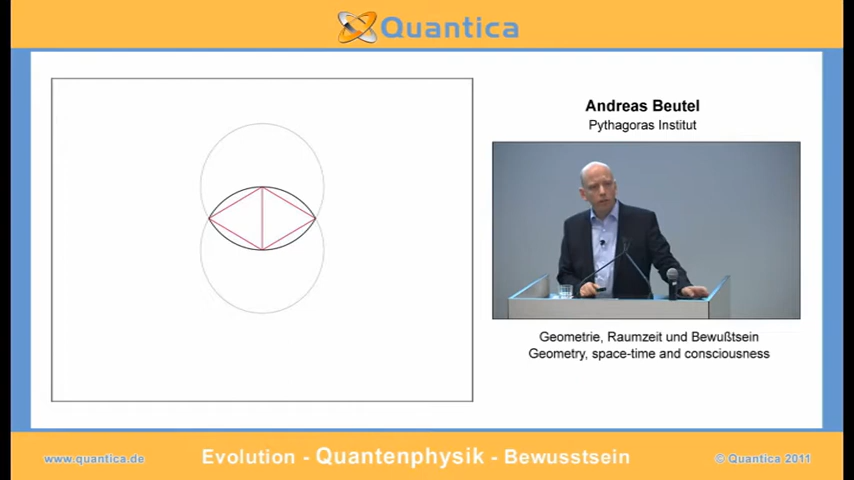 Quantica
Andreas Beutel
Pythagoras Institut
Geometrie, Raumzeit und Bewußtsein
Geometry, space-time and consciousness
www.quantica.de
Evolution - Quantenphysik - Bewusstsein
© Quantica 2011